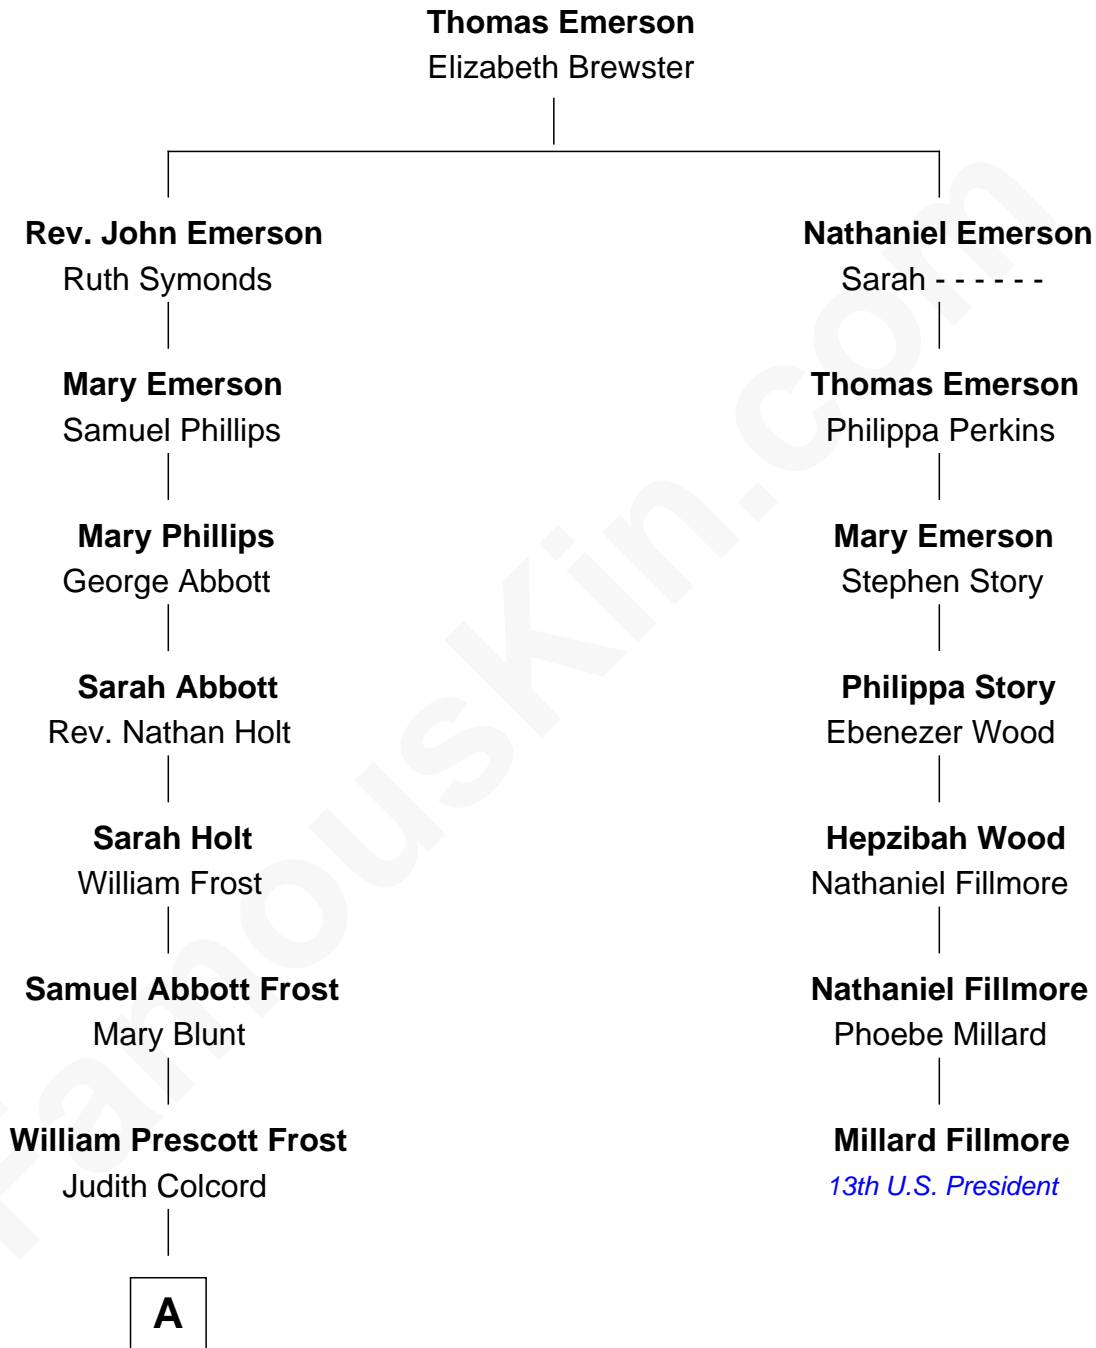 Thomas Emerson
Elizabeth Brewster
Rev. John Emerson
Ruth Symonds
Mary Emerson
Samuel Phillips
Mary Phillips
George Abbott
Sarah Abbott
Rev. Nathan Holt
Sarah Holt
William Frost
Samuel Abbott Frost
Mary Blunt
William Prescott Frost
Judith Colcord
A
Nathaniel Emerson
Sarah - - - - - -
Thomas Emerson
Philippa Perkins
Mary Emerson
Stephen Story
Philippa Story
Ebenezer Wood
Hepzibah Wood
Nathaniel Fillmore
Nathaniel Fillmore
Phoebe Millard
Millard Fillmore
13th U.S. President
FamousKin.com